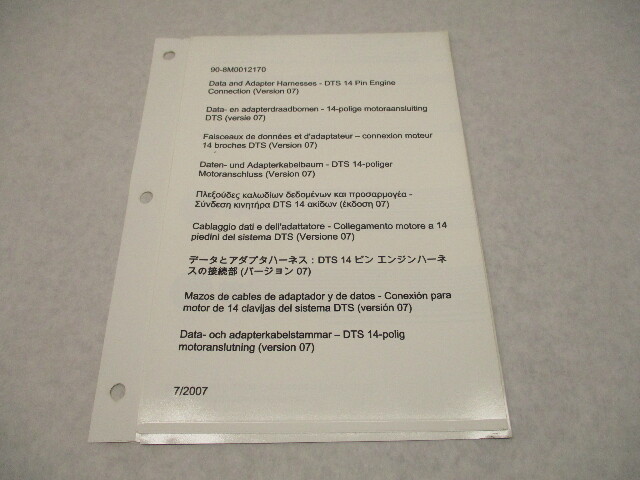 90-8M0012170
Data and Adapter Harnesses - DTS 14 Pin Engine
Connection (Version 07)
Data- en adapterdraadbomen - 14-polige motoraansluiting
DTS (versie 07)
Faisceaux de données et d'adaptateur – connexion moteur
14 broches DTS (Version 07)
Daten- und Adapterkabelbaum - DTS 14-poliger
Motoranschluss (Version 07)
Πλεξούδες καλωδίων δεδομένων και προσαρμογέα -
Σύνδεση κινητήρα DTS 14 ακίδων (έκδοση 07)
Cablaggio dati e dell'adattatore - Collegamento motore a 14
piedini del sistema DTS (Versione 07)
データとアダプタハーネス : DTS 14 ピン エンジンハーネ
スの接続部 (バージョン 07)
Mazos de cables de adaptador y de datos - Conexión para
motor de 14 clavijas del sistema DTS (versión 07)
Data- och adapterkabelstammar – DTS 14-polig
motoranslutning (version 07)
7/2007